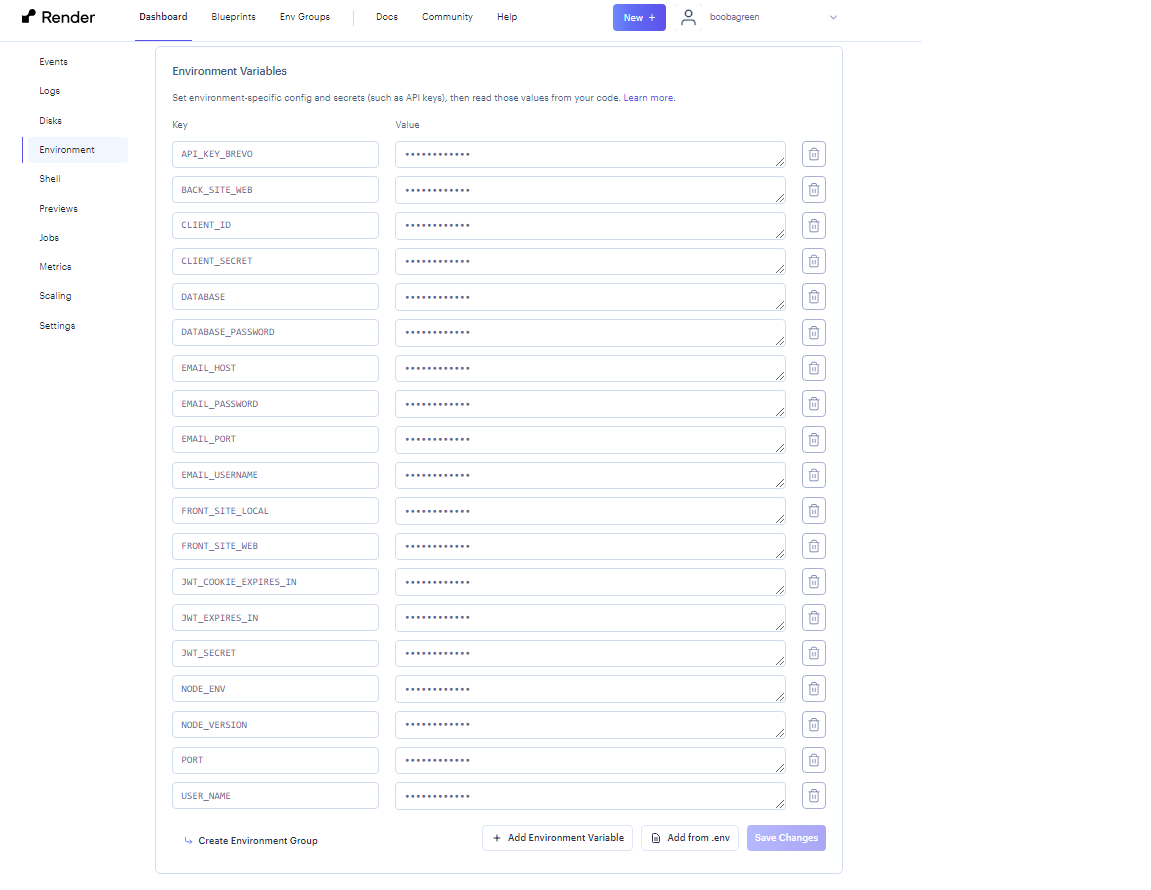 Render Dashboard Blueprints Env Groups Docs Community Help New + boobagreen
Events
Logs
Disks
Environment
Shell
Previews
Jobs
Metrics
Scaling
Settings
Environment Variables
Set environment-specific config and secrets (such as API keys), then read those values from your code. Learn more.
Key Value
API_KEY_BREVO ••••••••••••
BACK_SITE_WEB ••••••••••••
CLIENT_ID ••••••••••••
CLIENT_SECRET ••••••••••••
DATABASE ••••••••••••
DATABASE_PASSWORD ••••••••••••
EMAIL_HOST ••••••••••••
EMAIL_PASSWORD ••••••••••••
EMAIL_PORT ••••••••••••
EMAIL_USERNAME ••••••••••••
FRONT_SITE_LOCAL ••••••••••••
FRONT_SITE_WEB ••••••••••••
JWT_COOKIE_EXPIRES_IN ••••••••••••
JWT_EXPIRES_IN ••••••••••••
JWT_SECRET ••••••••••••
NODE_ENV ••••••••••••
NODE_VERSION ••••••••••••
PORT ••••••••••••
USER_NAME ••••••••••••
Create Environment Group + Add Environment Variable Add from .env Save Changes